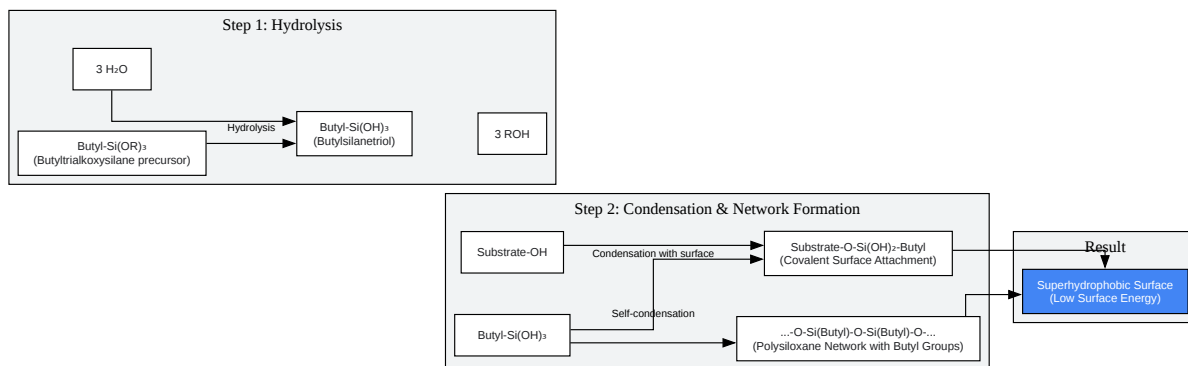 Step 1: Hydrolysis
3 H₂O
Hydrolysis
Butyl-Si(OR)₃
(Butyltrialkoxysilane precursor)
Butyl-Si(OH)₃
(Butylsilanetriol)
3 ROH
Step 2: Condensation & Network Formation
Substrate-OH
Condensation with surface
Substrate-O-Si(OH)₂-Butyl
(Covalent Surface Attachment)
Self-condensation
Butyl-Si(OH)₃
...-O-Si(Butyl)-O-Si(Butyl)-O-...
(Polysiloxane Network with Butyl Groups)
Result
Superhydrophobic Surface
(Low Surface Energy)